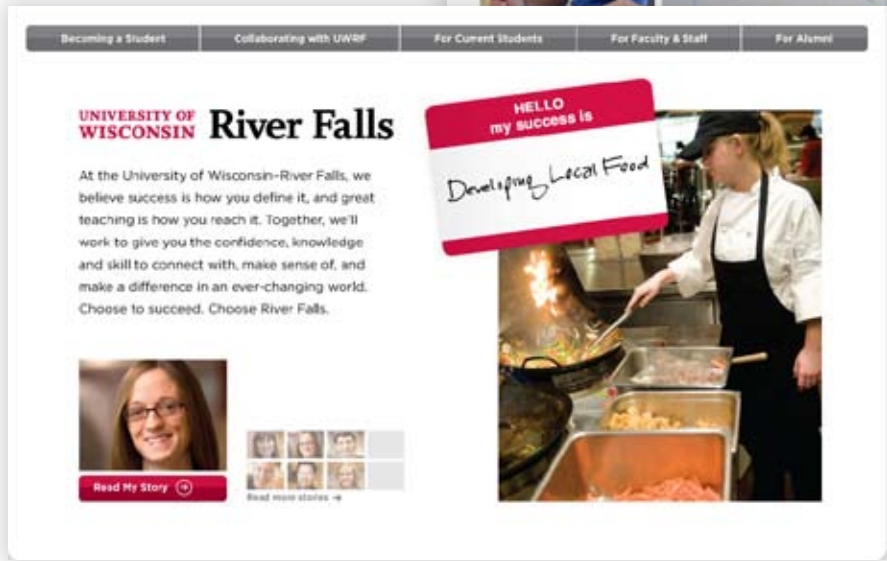 Becoming a Student
Collaborating with UWRF
For Current Students
For Faculty & Staff
For Alumni
UNIVERSITY OF
WISCONSIN
River Falls
At the University of Wisconsin–River Falls, we
believe success is how you define it, and great
teaching is how you reach it. Together, we'll
work to give you the confidence, knowledge
and skill to connect with, make sense of, and
make a difference in an ever-changing world.
Choose to succeed. Choose River Falls.
HELLO
my success is
Developing Local Food
Read My Story
Read more stories